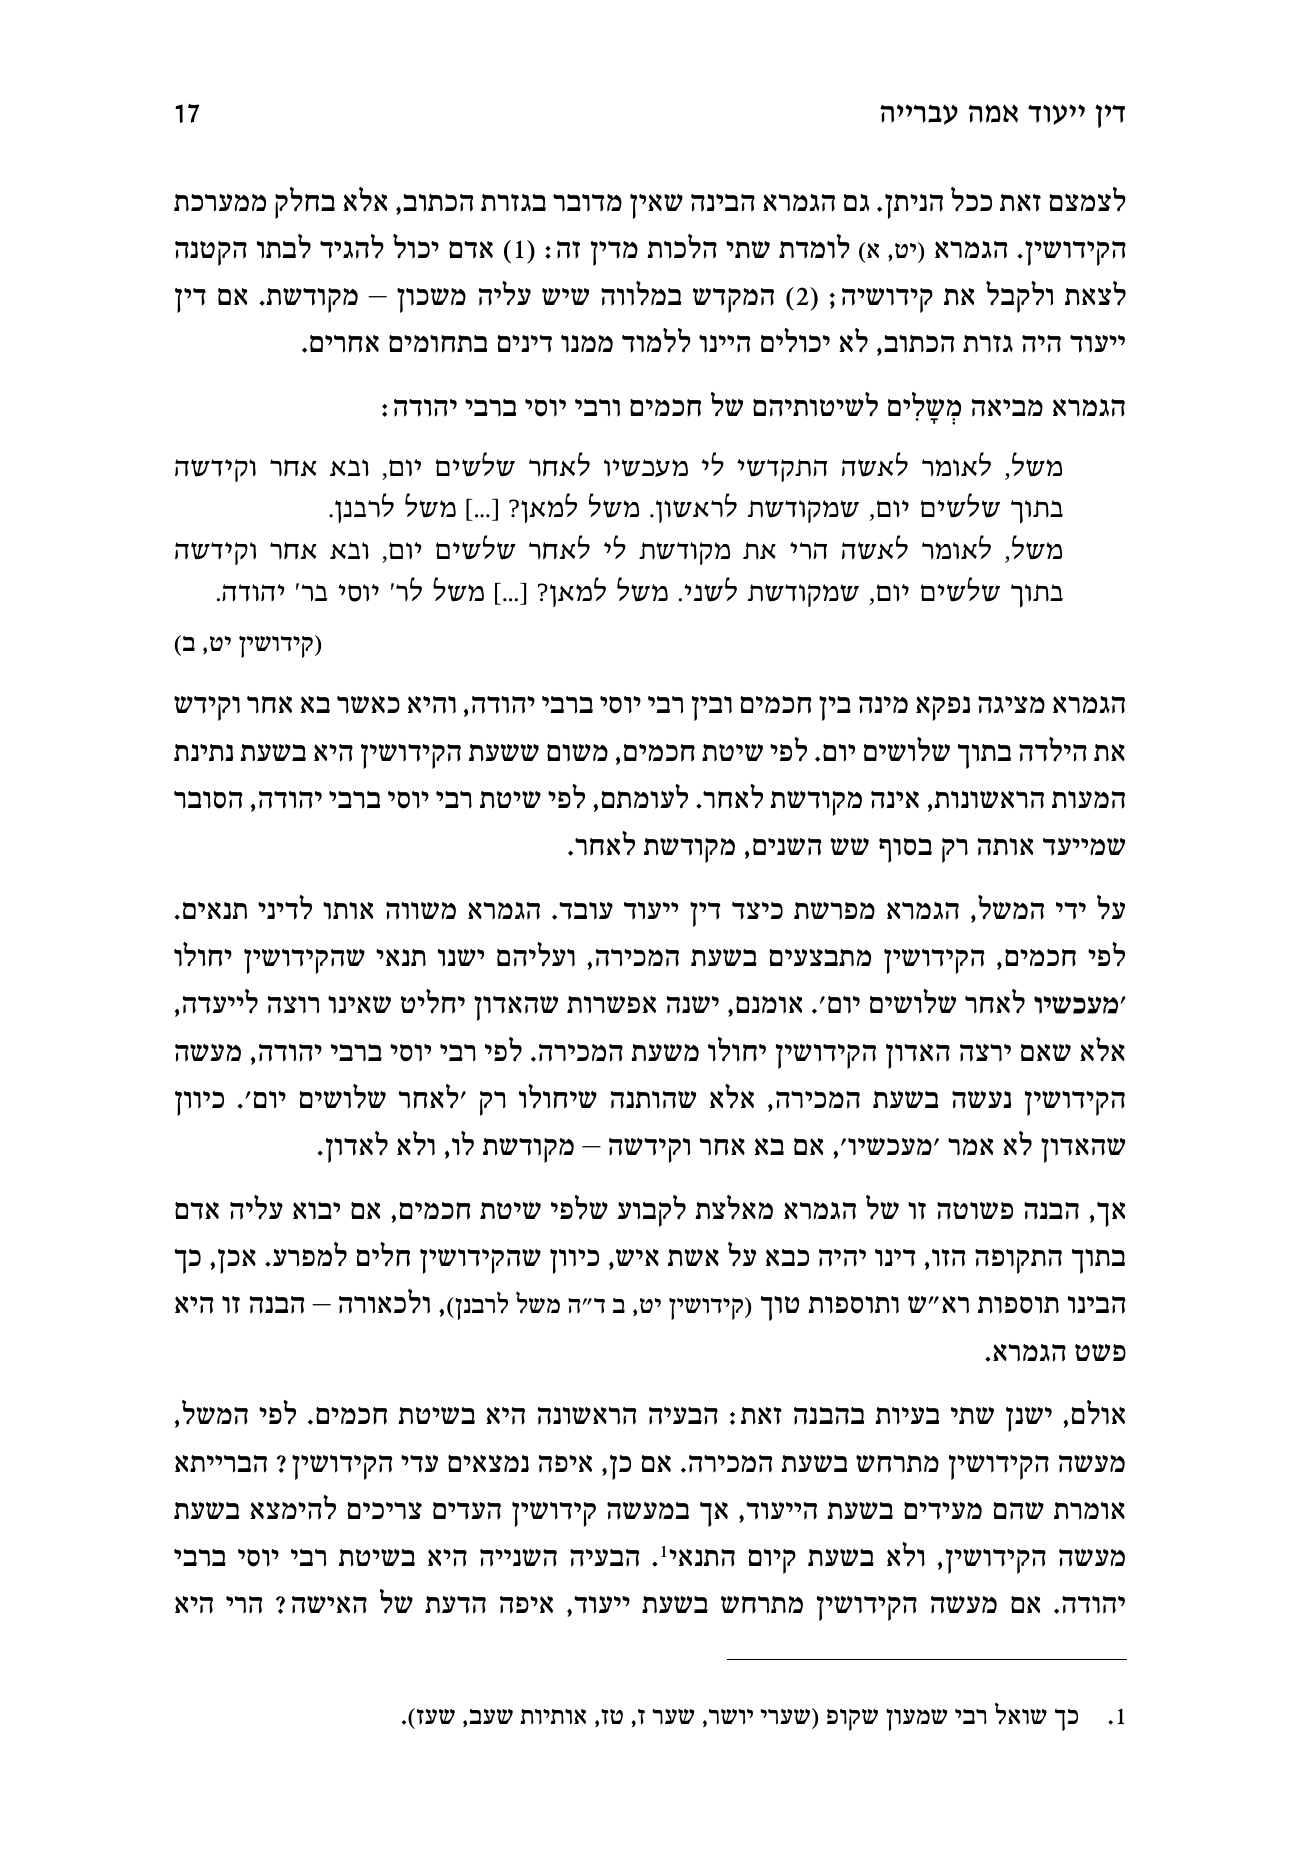 דין ייעוד אמה עברייה 17
לצמצם זאת ככל הניתן. גם הגמרא הבינה שאין מדובר בגזרת הכתוב, אלא בחלק ממערכת
הקידושין. הגמרא (יט, א) לומדת שתי הלכות מדין זה: (1) אדם יכול להגיד לבתו הקטנה
לצאת ולקבל את קידושיה; (2) המקדש במלווה שיש עליה משכון – מקודשת. אם דין
ייעוד היה גזרת הכתוב, לא יכולים היינו ללמוד ממנו דינים בתחומים אחרים.
הגמרא מביאה מְשָלִים לשיטותיהם של חכמים ורבי יוסי ברבי יהודה:
משל, לאומר לאשה התקדשי לי מעכשיו לאחר שלשים יום, ובא אחר וקידשה
בתוך שלשים יום, שמקודשת לראשון. משל למאן? [...] משל לרבנן.
משל, לאומר לאשה הרי את מקודשת לי לאחר שלשים יום, ובא אחר וקידשה
בתוך שלשים יום, שמקודשת לשני. משל למאן? [...] משל לר' יוסי בר' יהודה.
(קידושין יט, ב)
הגמרא מציגה נפקא מינה בין חכמים ובין רבי יוסי ברבי יהודה, והיא כאשר בא אחר וקידש
את הילדה בתוך שלושים יום. לפי שיטת חכמים, משום ששעת הקידושין היא בשעת נתינת
המעות הראשונות, אינה מקודשת לאחר. לעומתם, לפי שיטת רבי יוסי ברבי יהודה, הסובר
שמייעד אותה רק בסוף שש השנים, מקודשת לאחר.
על ידי המשל, הגמרא מפרשת כיצד דין ייעוד עובד. הגמרא משווה אותו לדיני תנאים.
לפי חכמים, הקידושין מתבצעים בשעת המכירה, ועליהם ישנו תנאי שהקידושין יחולו
׳מעכשיו לאחר שלושים יום׳. אומנם, ישנה אפשרות שהאדון יחליט שאינו רוצה לייעדה,
אלא שאם ירצה האדון הקידושין יחולו משעת המכירה. לפי רבי יוסי ברבי יהודה, מעשה
הקידושין נעשה בשעת המכירה, אלא שהותנה שיחולו רק ׳לאחר שלושים יום׳. כיוון
שהאדון לא אמר ׳מעכשיו׳, אם בא אחר וקידשה – מקודשת לו, ולא לאדון.
אך, הבנה פשוטה זו של הגמרא מאלצת לקבוע שלפי שיטת חכמים, אם יבוא עליה אדם
בתוך התקופה הזו, דינו יהיה כבא על אשת איש, כיוון שהקידושין חלים למפרע. אכן, כך
הבינו תוספות רא״ש ותוספות טוך (קידושין יט, ב ד״ה משל לרבנן), ולכאורה – הבנה זו היא
פשט הגמרא.
אולם, ישנן שתי בעיות בהבנה זאת: הבעיה הראשונה היא בשיטת חכמים. לפי המשל,
מעשה הקידושין מתרחש בשעת המכירה. אם כן, איפה נמצאים עדי הקידושין? הברייתא
אומרת שהם מעידים בשעת הייעוד, אך במעשה קידושין העדים צריכים להימצא בשעת
מעשה הקידושין, ולא בשעת קיום התנאי¹. הבעיה השנייה היא בשיטת רבי יוסי ברבי
יהודה. אם מעשה הקידושין מתרחש בשעת ייעוד, איפה הדעת של האישה? הרי היא
1. כך שואל רבי שמעון שקופ (שערי יושר, שער ז, טז, אותיות שעב, שעז).